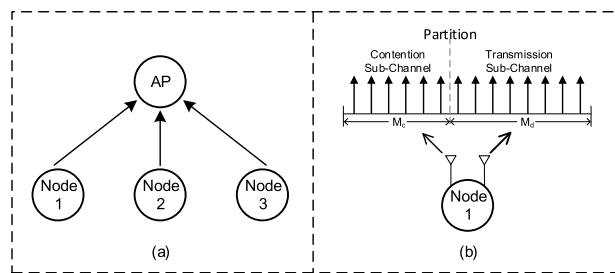 AP
Node 1
Node 2
Node 3
(a)
Partition
Contention Sub-Channel
Transmission Sub-Channel
Mc
Md
Node 1
(b)